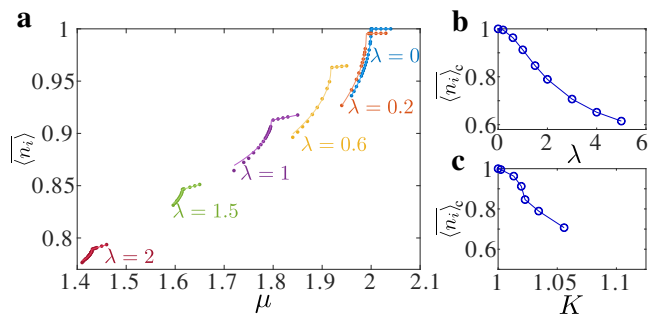 a
1
0.95
0.9
0.85
0.8
⟨n_i⟩
λ = 0
λ = 0.2
λ = 0.6
λ = 1
λ = 1.5
λ = 2
1.4 1.5 1.6 1.7 1.8 1.9 2 2.1
μ
b
1
0.8
0.6
⟨n_i⟩_c
0 2 4 6
λ
c
1
0.8
0.6
⟨n_i⟩_c
1 1.05 1.1
K